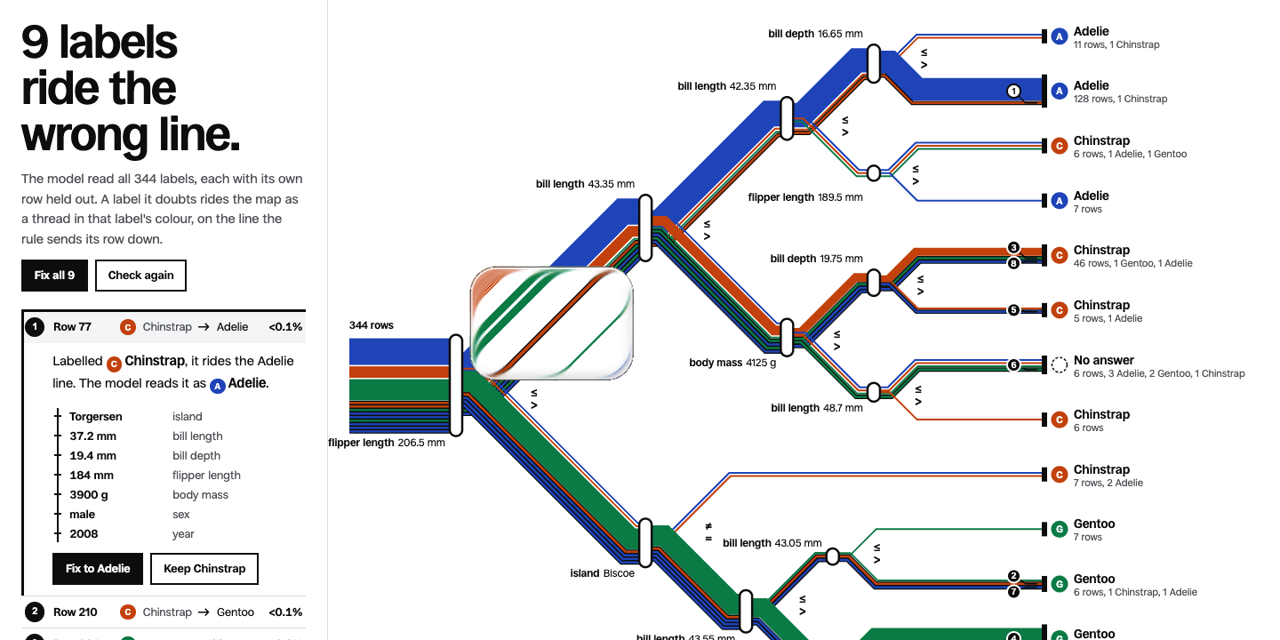 9 labels
ride the
wrong line.
The model read all 344 labels, each with its own
row held out. A label it doubts rides the map as
a thread in that label's colour, on the line the
rule sends its row down.
Fix all 9
Check again
1 Row 77 C Chinstrap → Adelie <0.1%
Labelled C Chinstrap, it rides the Adelie
line. The model reads it as A Adelie.
Torgersen island
37.2 mm bill length
19.4 mm bill depth
184 mm flipper length
3900 g body mass
male sex
2008 year
Fix to Adelie
Keep Chinstrap
2 Row 210 C Chinstrap → Gentoo <0.1%
344 rows
flipper length 206.5 mm
≤
>
bill length 43.35 mm
≤
>
bill length 42.35 mm
≤
>
bill depth 16.65 mm
≤
>
flipper length 189.5 mm
≤
>
body mass 4125 g
≤
>
bill depth 19.75 mm
≤
>
bill length 48.7 mm
≤
>
island Biscoe
≠
=
bill length 43.05 mm
≤
>
bill length 43.55 mm
≤
>
A Adelie
11 rows, 1 Chinstrap
1 A Adelie
128 rows, 1 Chinstrap
C Chinstrap
6 rows, 1 Adelie, 1 Gentoo
A Adelie
7 rows
3 8 C Chinstrap
46 rows, 1 Gentoo, 1 Adelie
5 C Chinstrap
5 rows, 1 Adelie
6 No answer
6 rows, 3 Adelie, 2 Gentoo, 1 Chinstrap
C Chinstrap
6 rows
C Chinstrap
7 rows, 2 Adelie
G Gentoo
7 rows
2 7 G Gentoo
6 rows, 1 Chinstrap, 1 Adelie
4 G Gentoo